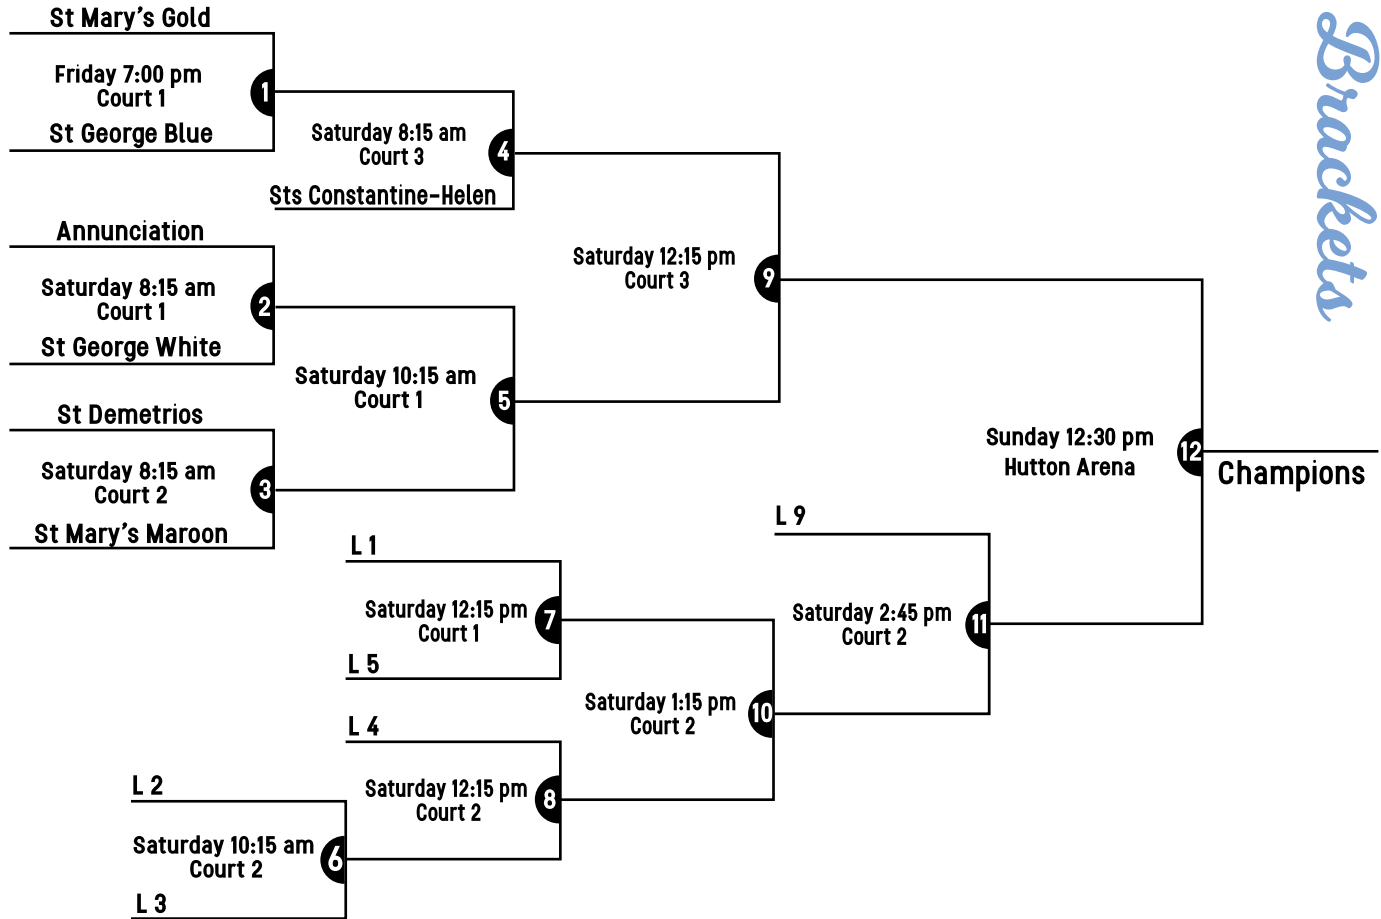 Brackets
St Mary's Gold
Friday 7:00 pm
Court 1
1
St George Blue
Saturday 8:15 am
Court 3
4
Sts Constantine-Helen
Annunciation
Saturday 8:15 am
Court 1
2
St George White
Saturday 12:15 pm
Court 3
9
Saturday 10:15 am
Court 1
5
St Demetrios
Saturday 8:15 am
Court 2
3
St Mary's Maroon
Sunday 12:30 pm
Hutton Arena
12
Champions
L 9
Saturday 2:45 pm
Court 2
11
L 1
Saturday 12:15 pm
Court 1
7
L 5
Saturday 1:15 pm
Court 2
10
L 4
Saturday 12:15 pm
Court 2
8
L 2
Saturday 10:15 am
Court 2
6
L 3